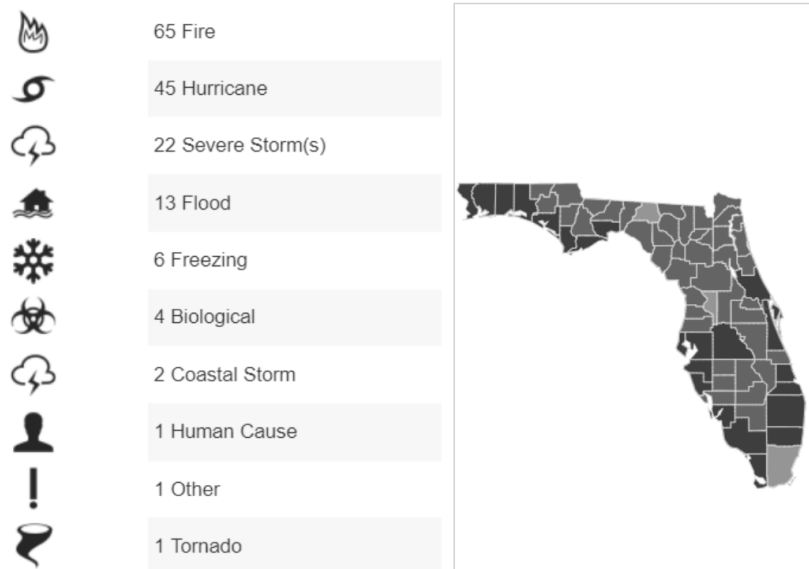 65 Fire
45 Hurricane
22 Severe Storm(s)
13 Flood
6 Freezing
4 Biological
2 Coastal Storm
1 Human Cause
1 Other
1 Tornado